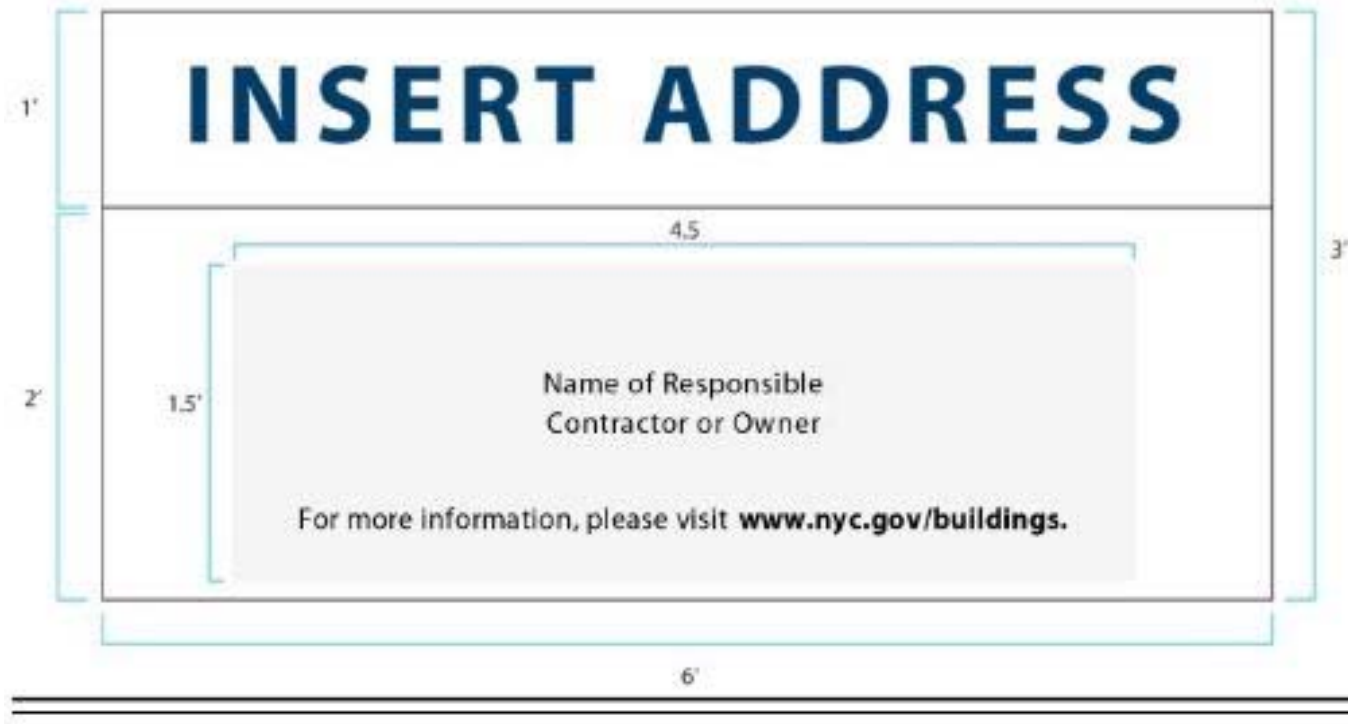 1'
INSERT ADDRESS
4.5
3'
2'
1.5'
Name of Responsible
Contractor or Owner
For more information, please visit www.nyc.gov/buildings.
6'